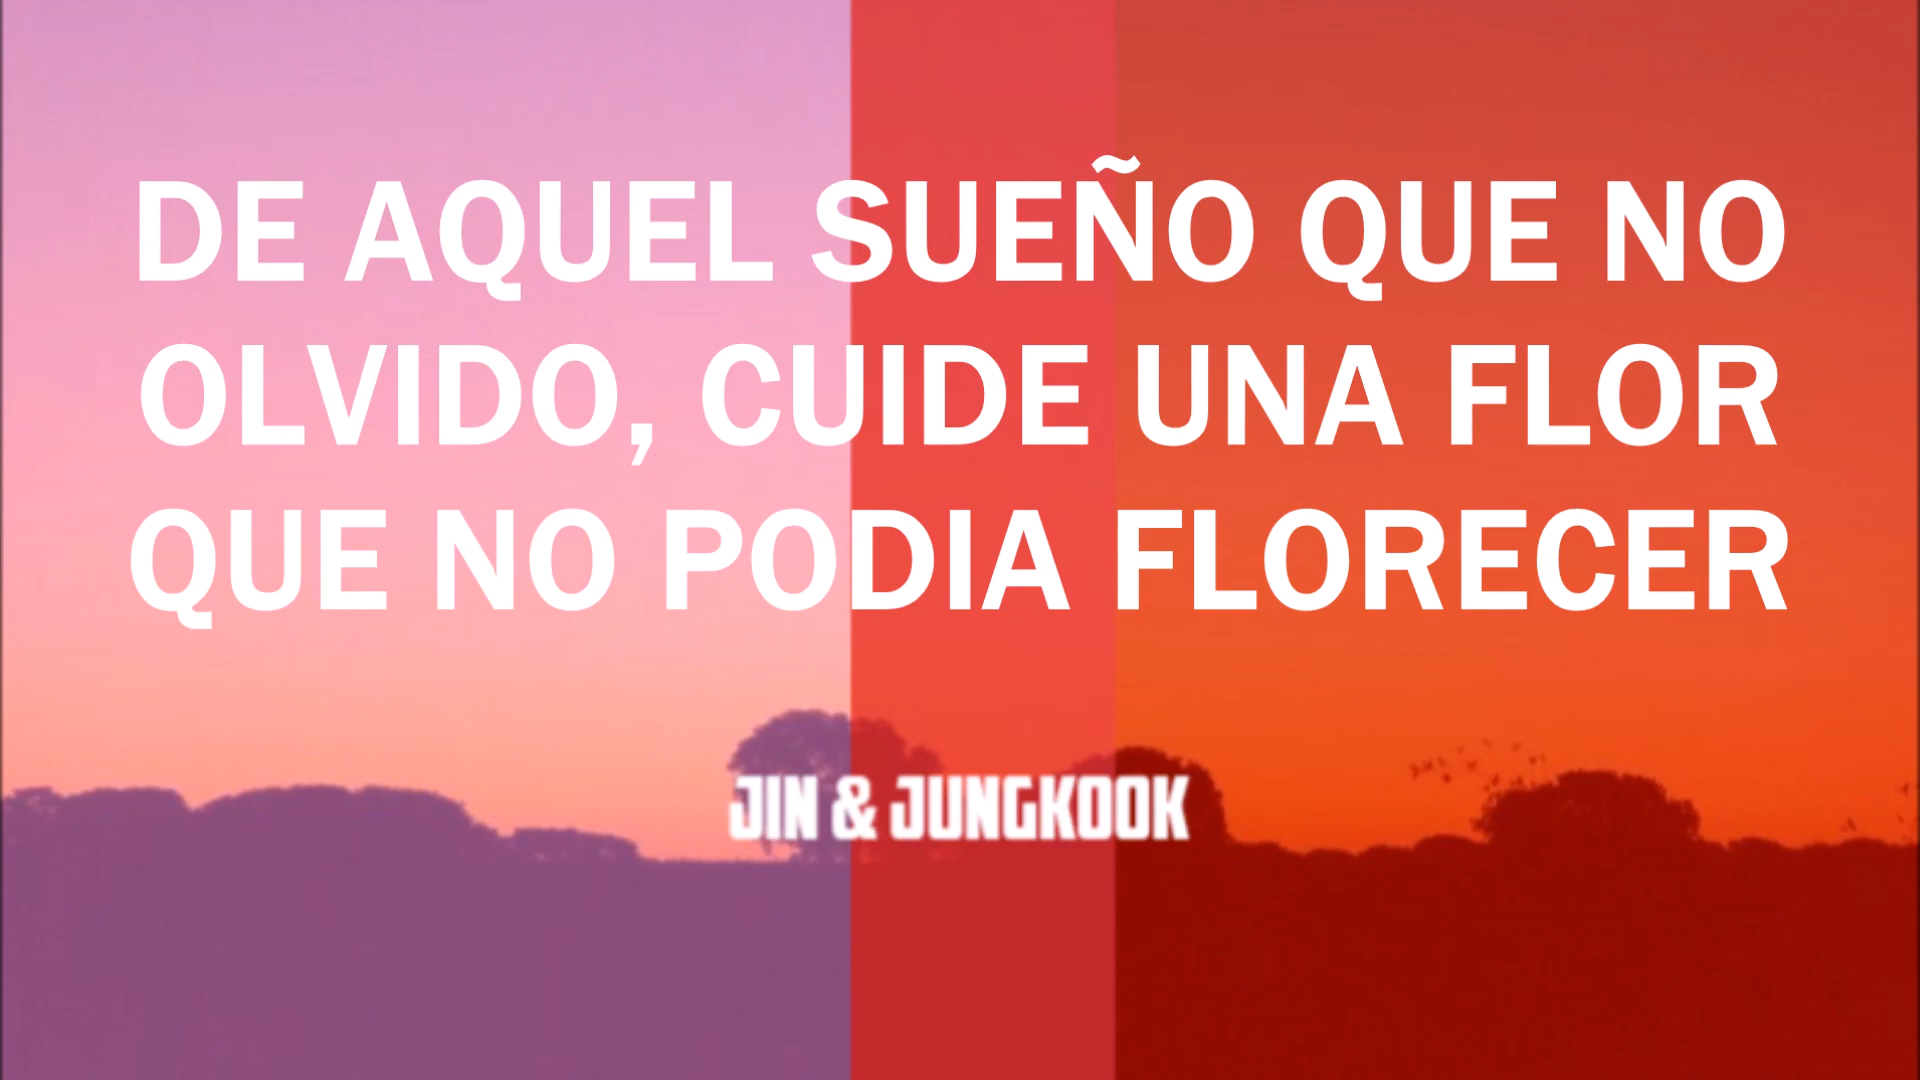 DE AQUEL SUEÑO QUE NO
OLVIDO, CUIDE UNA FLOR
QUE NO PODIA FLORECER
JIN & JUNGKOOK